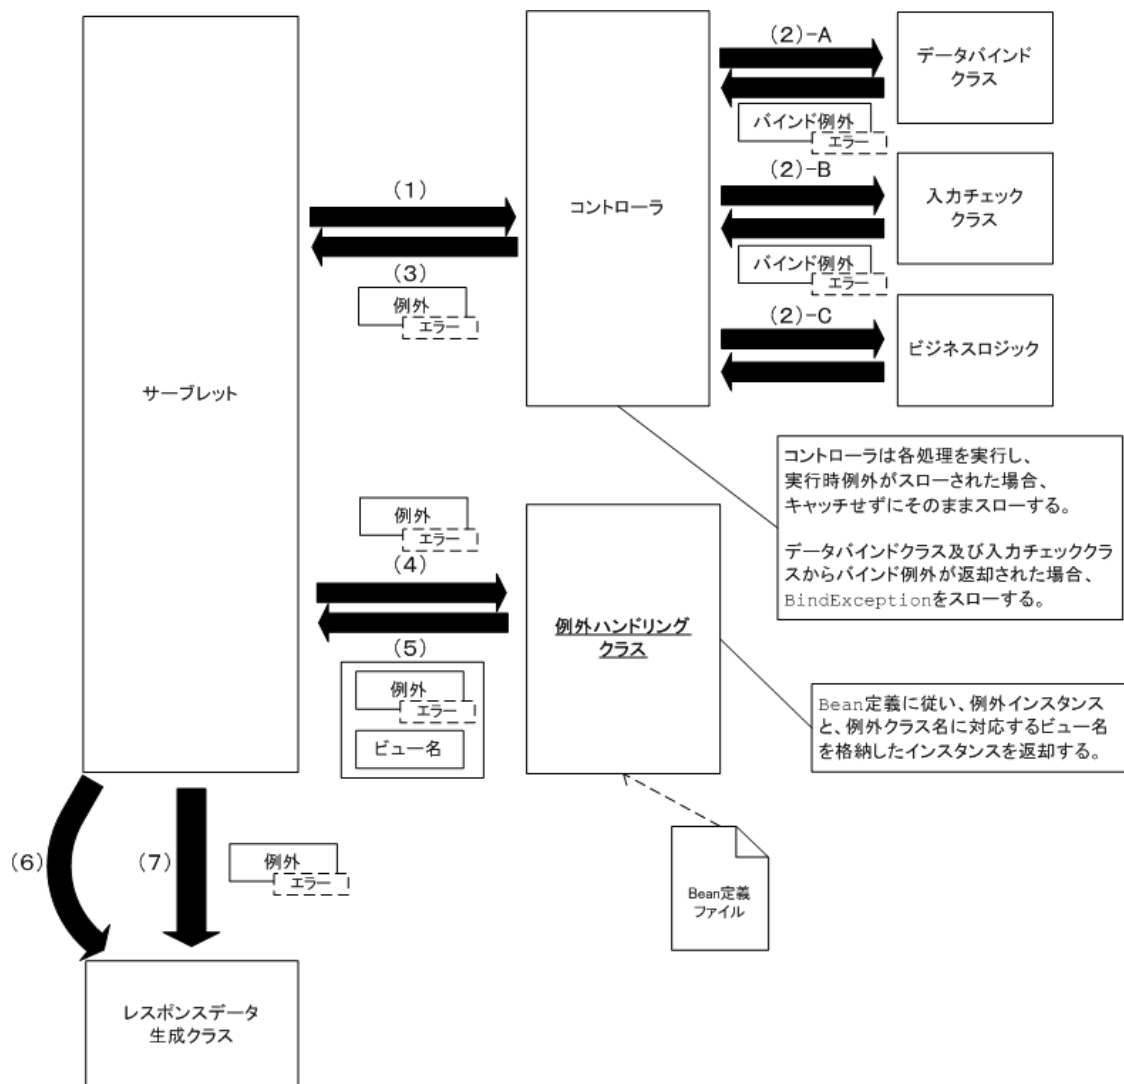 (2)-A
データバインド
クラス
バインド例外
エラー
(2)-B
入力チェック
クラス
バインド例外
エラー
(1)
コントローラ
(3)
例外
エラー
(2)-C
ビジネスロジック
サーブレット
コントローラは各処理を実行し、
実行時例外がスローされた場合、
キャッチせずにそのままスローする。
データバインドクラス及び入力チェックク
ラスからバインド例外が返却された場合、
BindExceptionをスローする。
例外
エラー
(4)
例外ハンドリング
クラス
(5)
例外
エラー
ビュー名
Bean定義に従い、例外インスタンス
と、例外クラス名に対応するビュー名
を格納したインスタンスを返却する。
(6)
(7)
例外
エラー
Bean定義
ファイル
レスポンスデータ
生成クラス